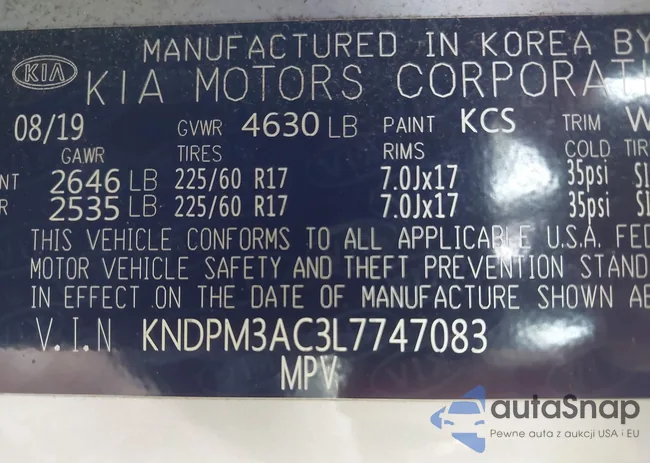 MANUFACTURED IN KOREA BY
KIA KIA MOTORS
08/19 GVWR 4630 LB PAINT KCS TRIM
GAWR TIRES RIMS COLD TIRE
2646 LB 225/60 R17 7.0Jx17 35psi
2535 LB 225/60 R17 7.0Jx17 35psi
THIS VEHICLE CONFORMS TO ALL APPLICABLE U.S.A.
MOTOR VEHICLE SAFETY AND THEFT PREVENTION
IN EFFECT ON THE DATE OF MANUFACTURE SHOWN
V.I.N KNDPM3AC3L7747083
MPV
autaSnap
Pewne auta z aukcji USA i EU